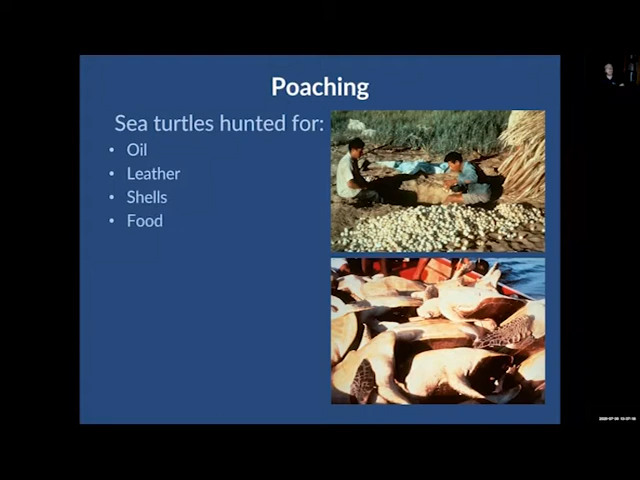 Poaching
Sea turtles hunted for:
• Oil
• Leather
• Shells
• Food